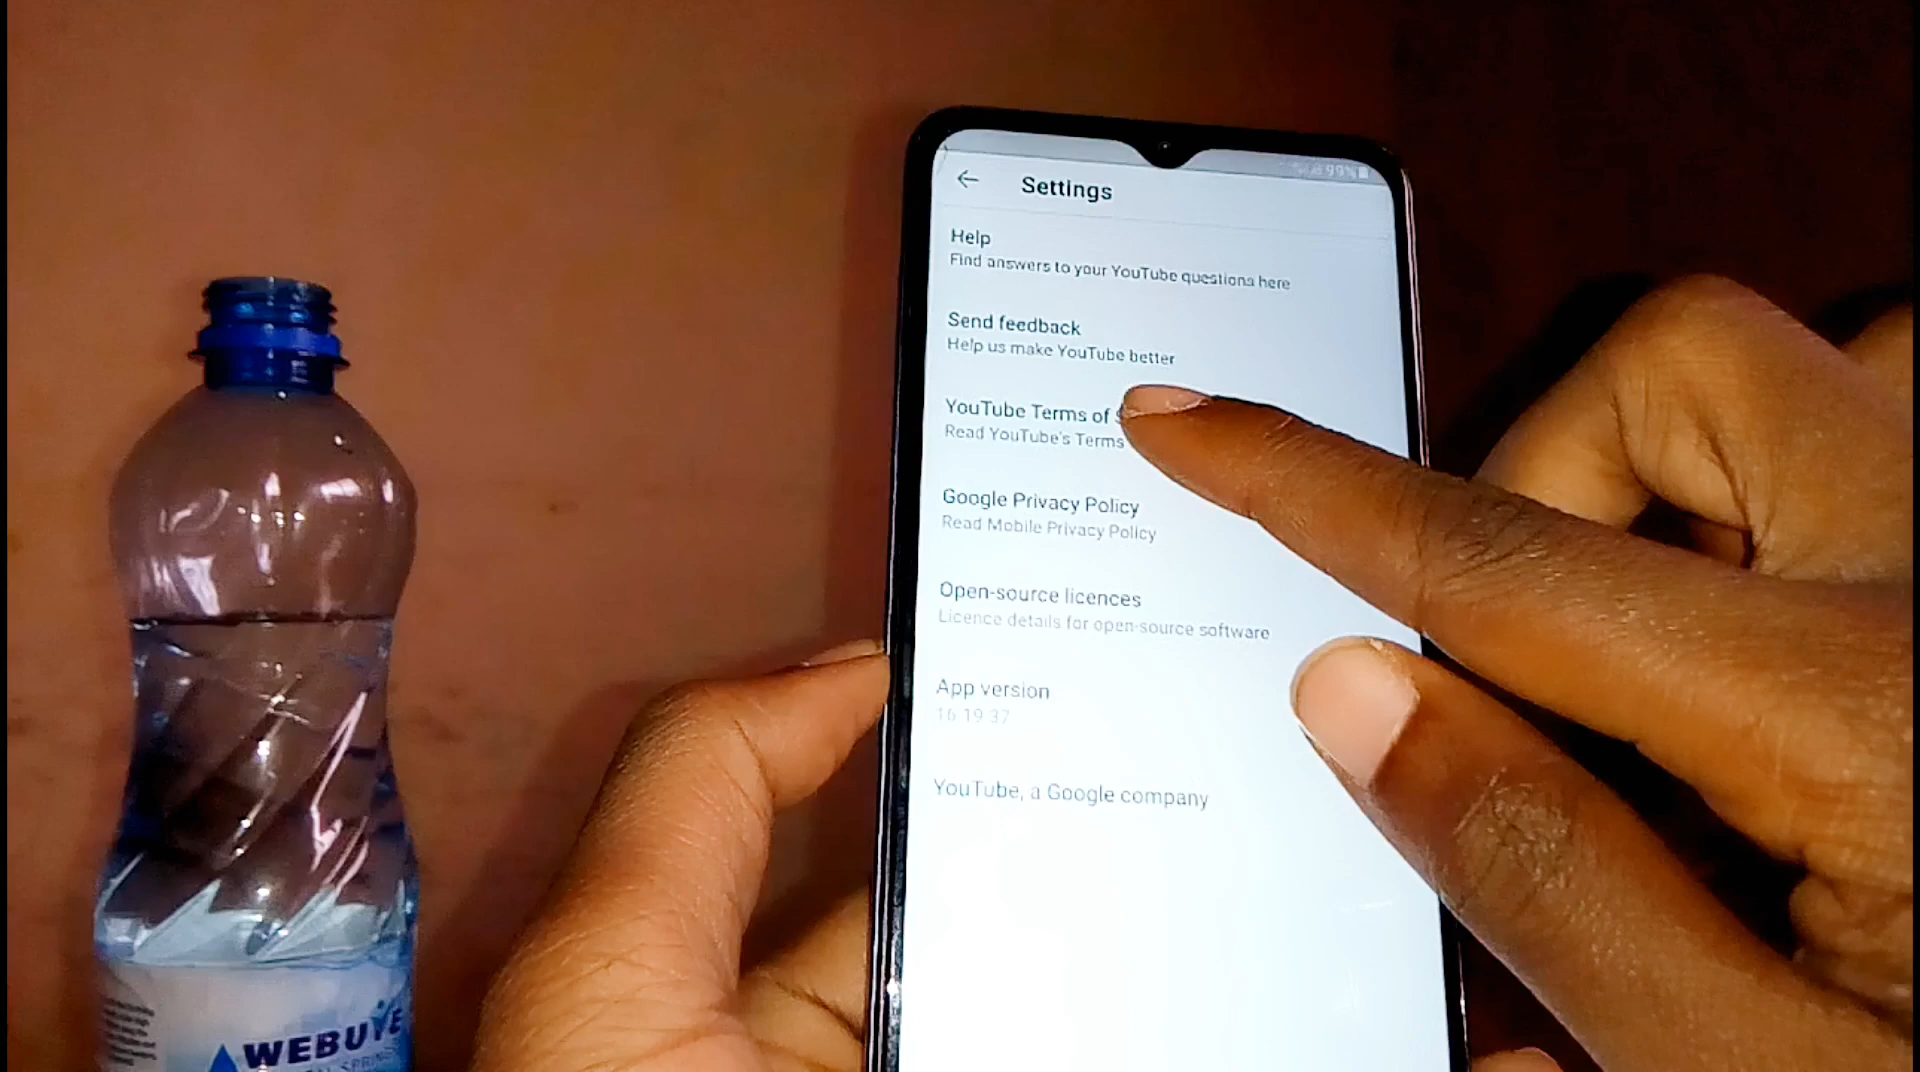 99%
Settings
Help
Find answers to your YouTube questions here
Send feedback
Help us make YouTube better
YouTube Terms of
Read YouTube's Terms
Google Privacy Policy
Read Mobile Privacy Policy
Open-source licences
Licence details for open-source software
App version
16.19.37
YouTube, a Google company
WEBUYE